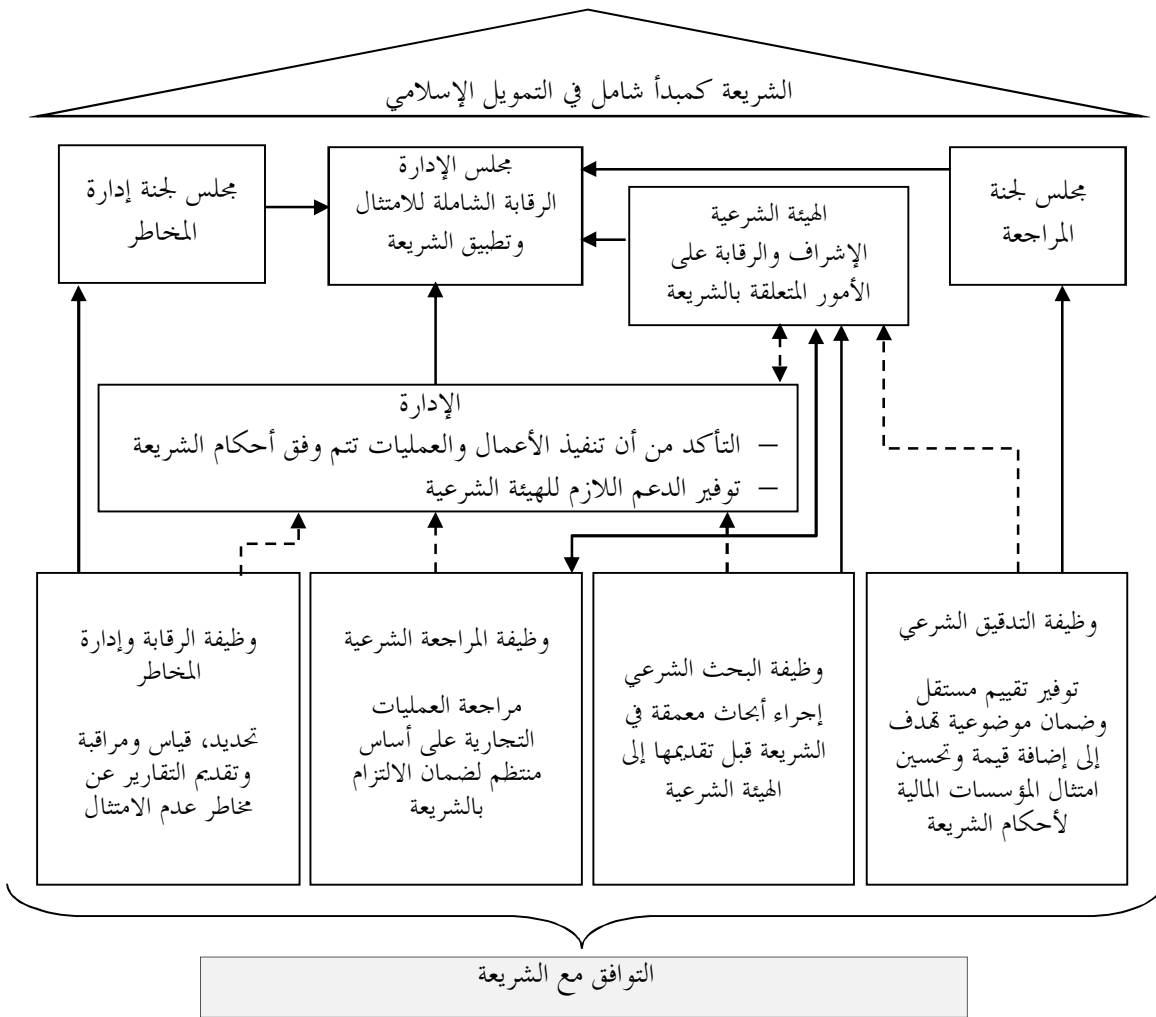 الشريعة كمبدأ شامل في التمويل الإسلامي
مجلس لجنة
المراجعة
الهيئة الشرعية
الإشراف والرقابة على
الأمور المتعلقة بالشريعة
مجلس الإدارة
الرقابة الشاملة للامتثال
وتطبيق الشريعة
مجلس لجنة إدارة
المخاطر
الإدارة
– التأكد من أن تنفيذ الأعمال والعمليات تتم وفق أحكام الشريعة
– توفير الدعم اللازم للهيئة الشرعية
وظيفة التدقيق الشرعي
توفير تقييم مستقل
وضمان موضوعية تهدف
إلى إضافة قيمة وتحسين
امتثال المؤسسات المالية
لأحكام الشريعة
وظيفة البحث الشرعي
إجراء أبحاث معمقة في
الشريعة قبل تقديمها إلى
الهيئة الشرعية
وظيفة المراجعة الشرعية
مراجعة العمليات
التجارية على أساس
منتظم لضمان الالتزام
بالشريعة
وظيفة الرقابة وإدارة
المخاطر
تحديد، قياس ومراقبة
وتقديم التقارير عن
مخاطر عدم الامتثال
التوافق مع الشريعة